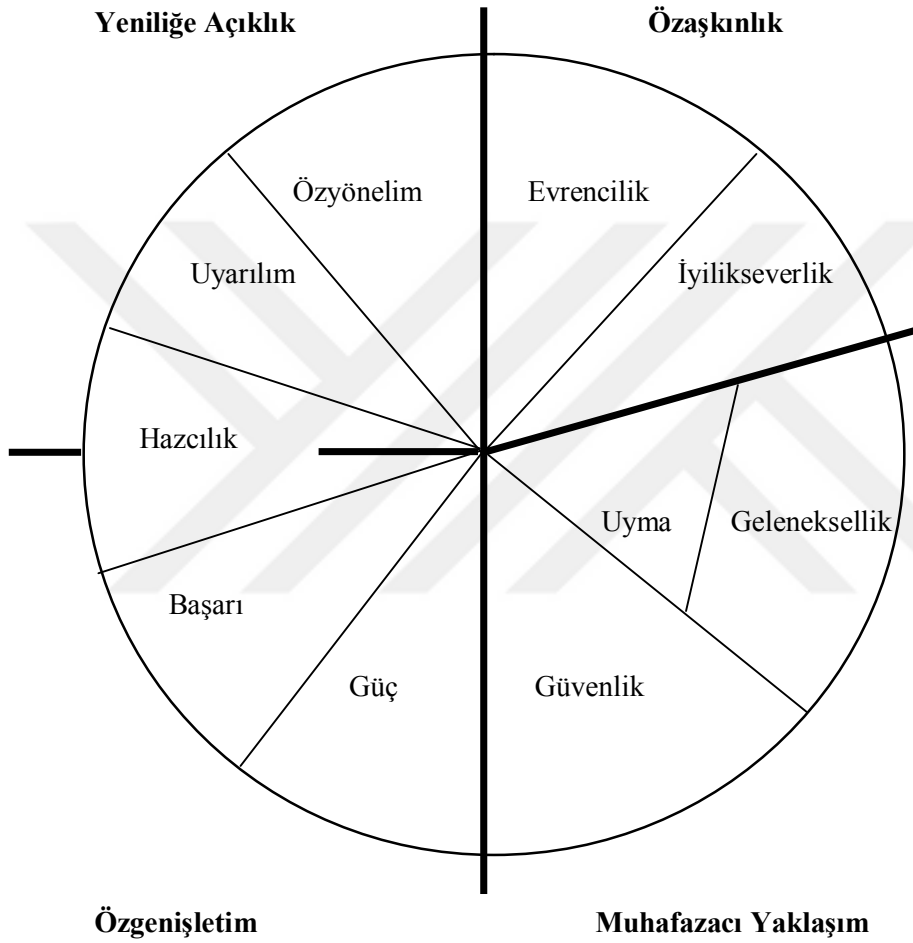 Yeniliğe Açıklık
Özaşkınlık
Özyönelim
Evrencilik
Uyarılım
İyilikseverlik
Hazcılık
Uyma
Geleneksellik
Başarı
Güç
Güvenlik
Özgenişletim
Muhafazacı Yaklaşım